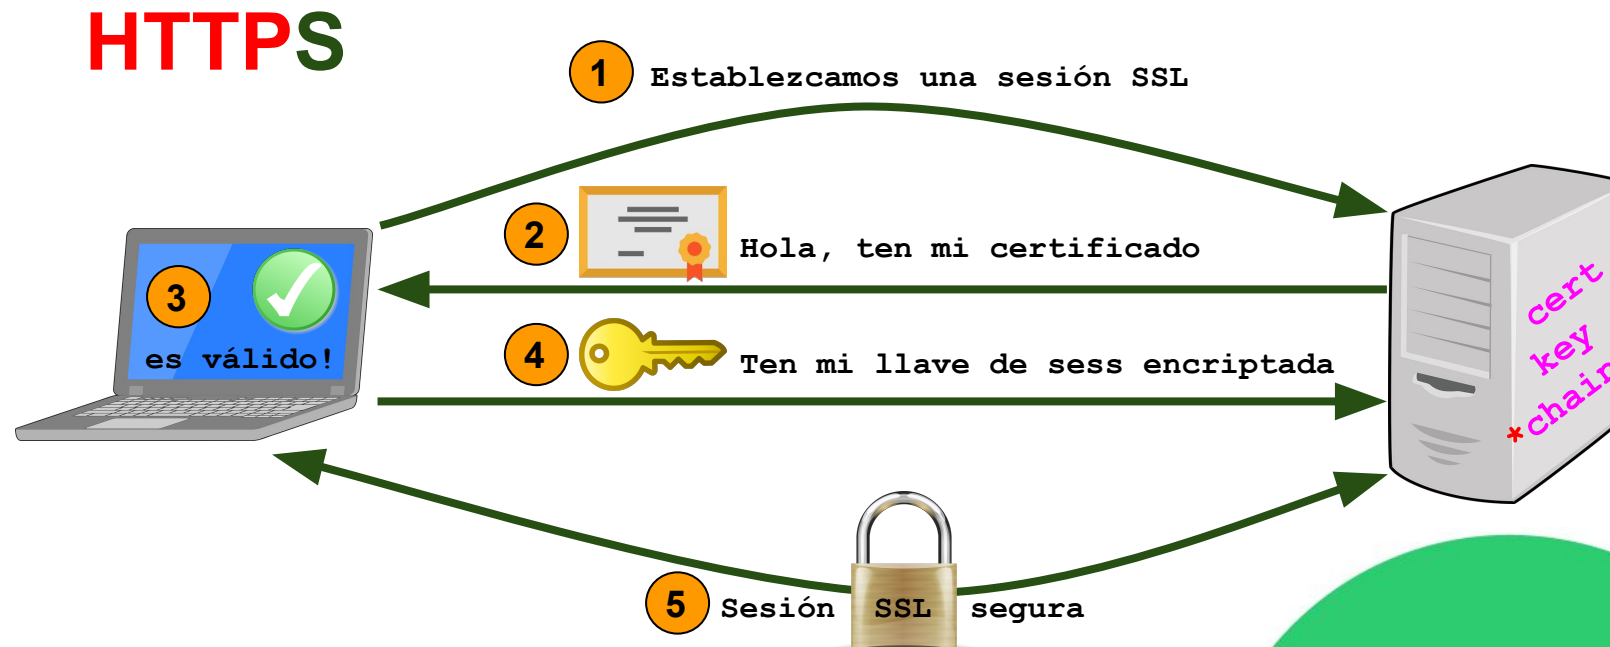 HTTPS
1 Establezcamos una sesión SSL
2 Hola, ten mi certificado
3
es válido!
4 Ten mi llave de sess encriptada
cert
key
*chain
5 Sesión SSL segura